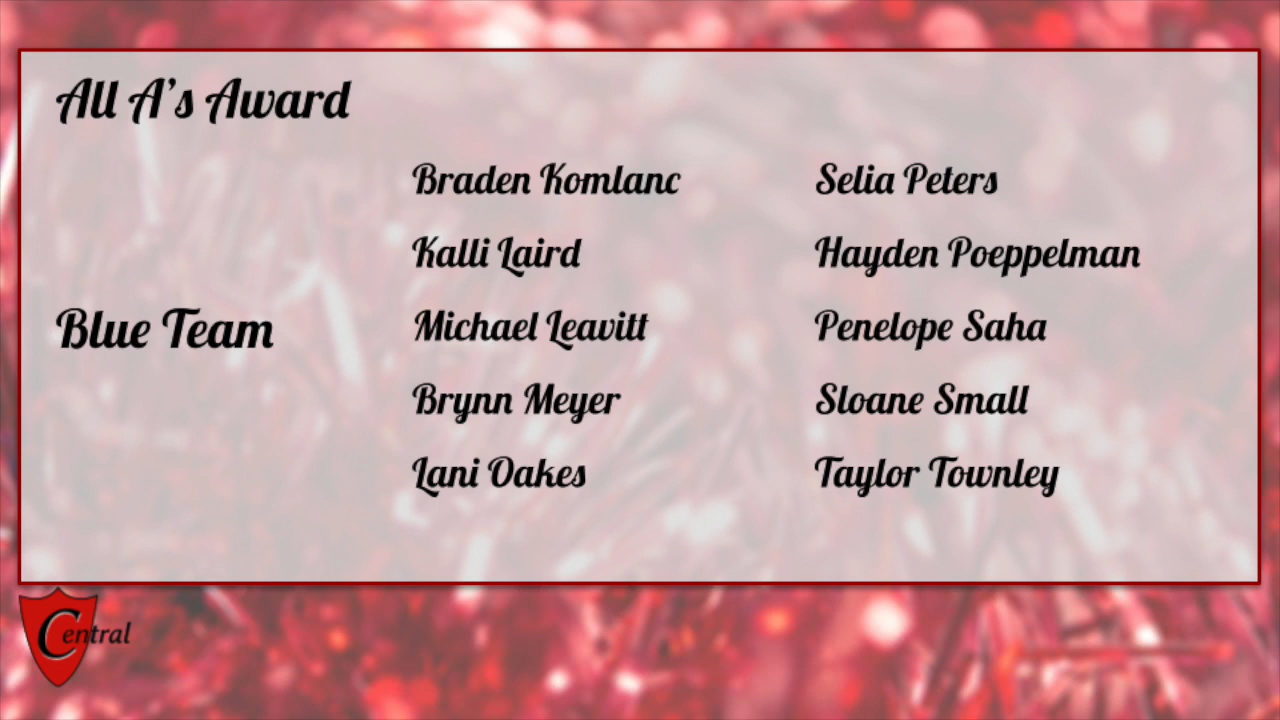 All A's Award
Blue Team
Braden Komlanc
Kalli Laird
Michael Leavitt
Brynn Meyer
Lani Oakes
Selia Peters
Hayden Poeppelman
Penelope Saha
Sloane Small
Taylor Townley
Central